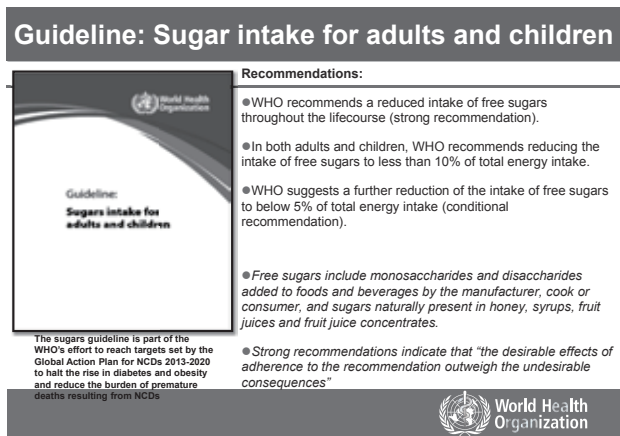 Guideline: Sugar intake for adults and children
Recommendations:
World Health
Organization
Guideline:
Sugars intake for
adults and children
●WHO recommends a reduced intake of free sugars
throughout the lifecourse (strong recommendation).
●In both adults and children, WHO recommends reducing the
intake of free sugars to less than 10% of total energy intake.
●WHO suggests a further reduction of the intake of free sugars
to below 5% of total energy intake (conditional
recommendation).
●Free sugars include monosaccharides and disaccharides
added to foods and beverages by the manufacturer, cook or
consumer, and sugars naturally present in honey, syrups, fruit
juices and fruit juice concentrates.
●Strong recommendations indicate that “the desirable effects of
adherence to the recommendation outweigh the undesirable
consequences”
The sugars guideline is part of the
WHO's effort to reach targets set by the
Global Action Plan for NCDs 2013-2020
to halt the rise in diabetes and obesity
and reduce the burden of premature
deaths resulting from NCDs
World Health
Organization